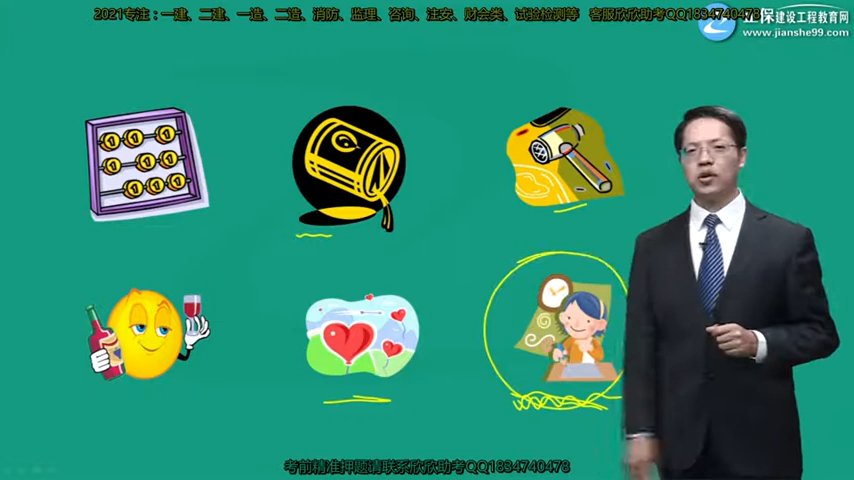 2021专注：一建、二建、一造、二造、消防、监理、咨询、注安、财会类、试验检测等 客服欣欣助考QQ1834740478
建设工程教育网
www.jianshe99.com
考前精准押题请联系欣欣助考QQ1834740478